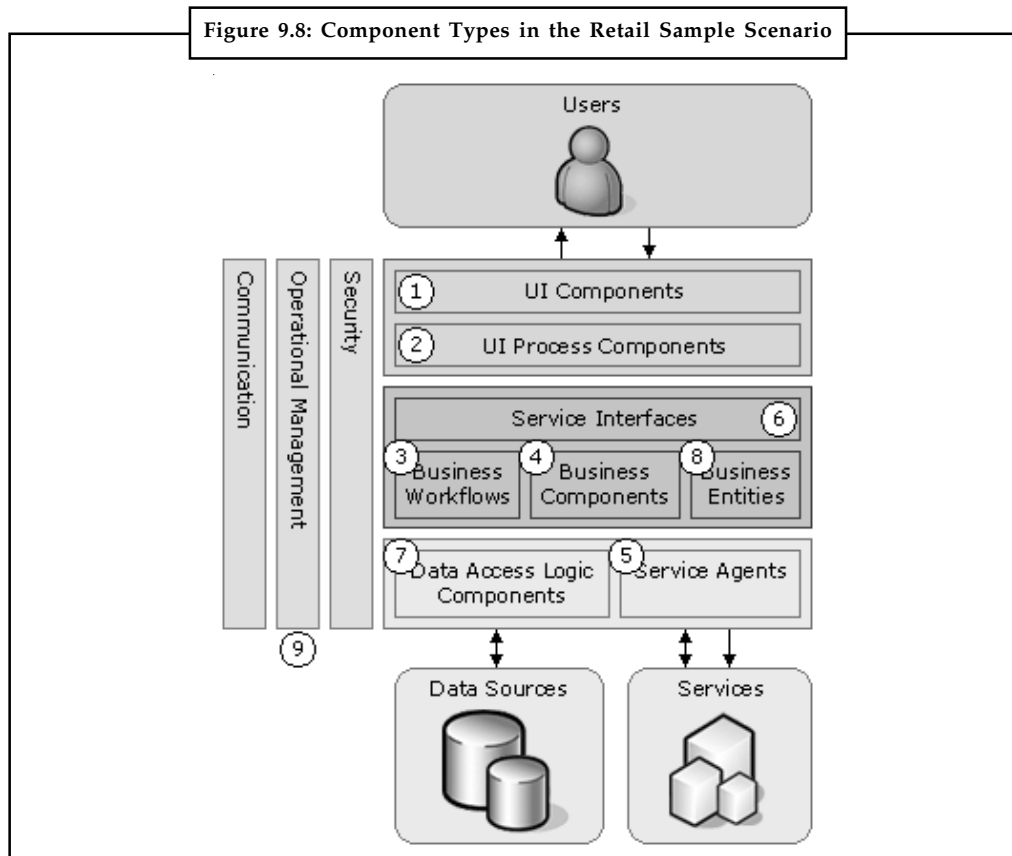 Figure 9.8: Component Types in the Retail Sample Scenario
Users
Communication
Operational Management
Security
1
UI Components
2
UI Process Components
Service Interfaces
6
3
Business
Workflows
4
Business
Components
8
Business
Entities
7
Data Access Logic
Components
5
Service Agents
9
Data Sources
Services